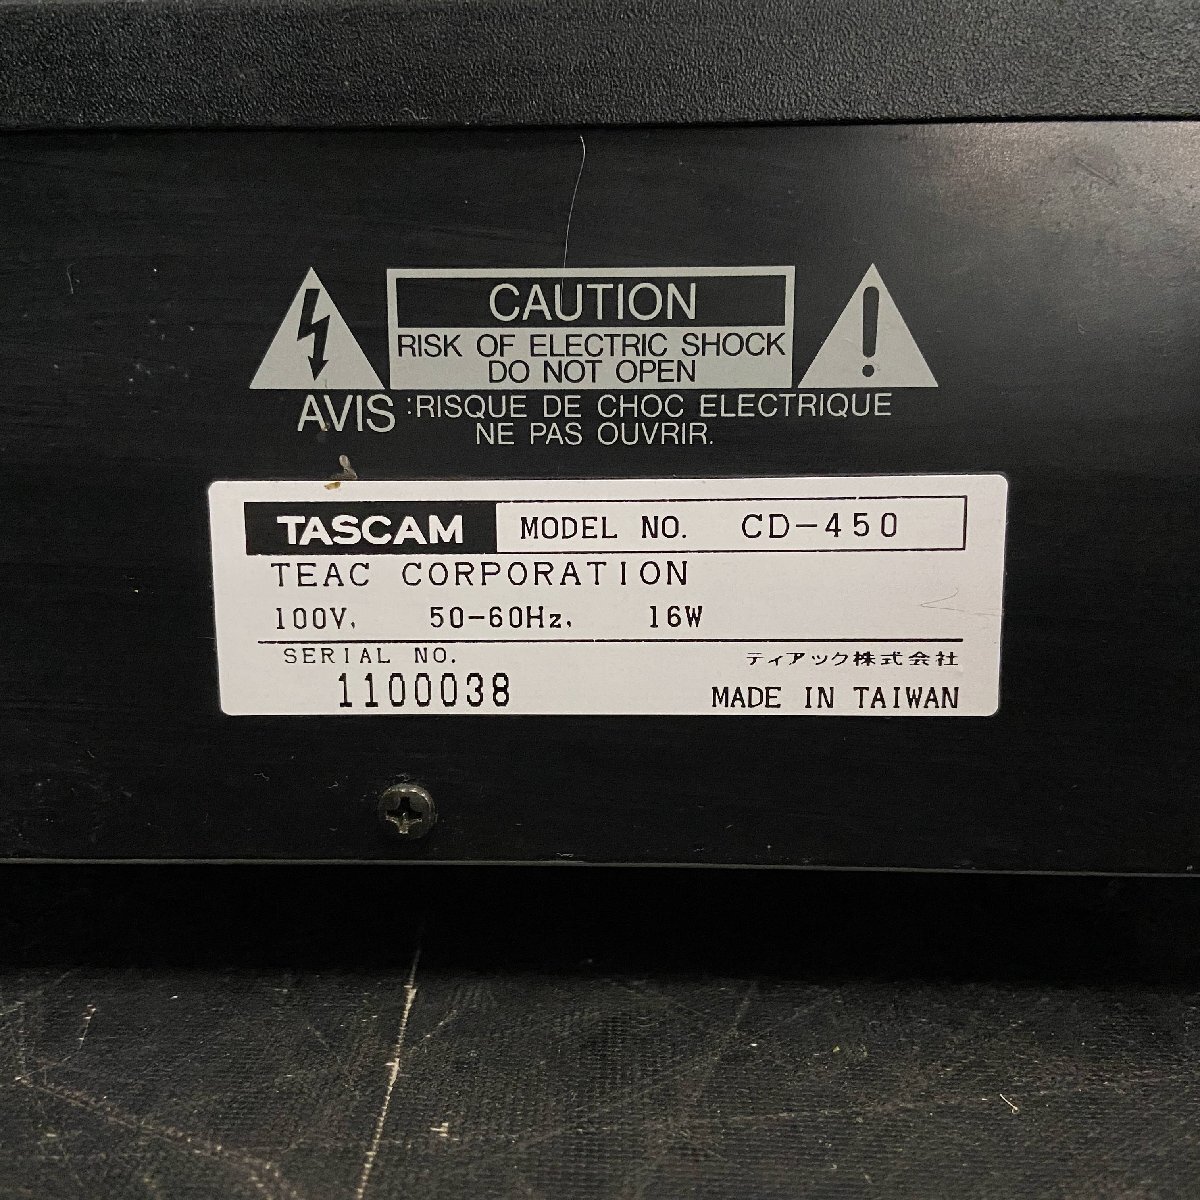 CAUTION
RISK OF ELECTRIC SHOCK
DO NOT OPEN
AVIS :RISQUE DE CHOC ELECTRIQUE
NE PAS OUVRIR.
TASCAM MODEL NO. CD-450
TEAC CORPORATION
100V, 50-60Hz, 16W
SERIAL NO. ティアック株式会社
1100038 MADE IN TAIWAN